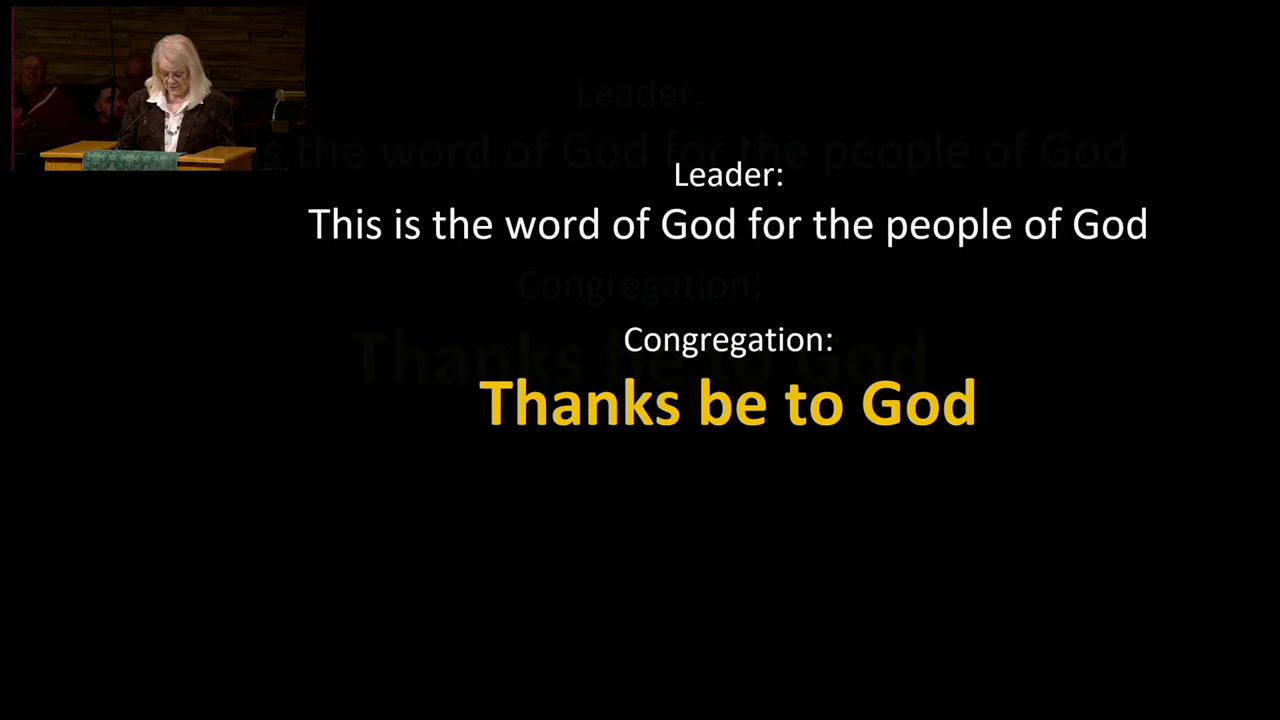 Leader:
This is the word of God for the people of God
Congregation:
Thanks be to God